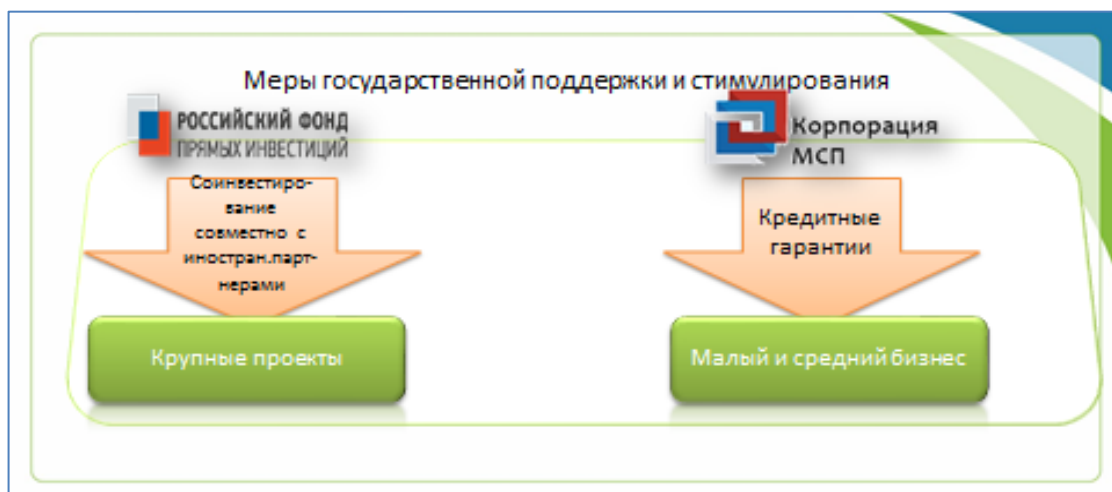 Меры государственной поддержки и стимулирования
РОССИЙСКИЙ ФОНД
ПРЯМЫХ ИНВЕСТИЦИЙ
Соинвестиро-
вание
совместно с
иностран.парт-
нерами
Крупные проекты
Корпорация
МСП
Кредитные
гарантии
Малый и средний бизнес